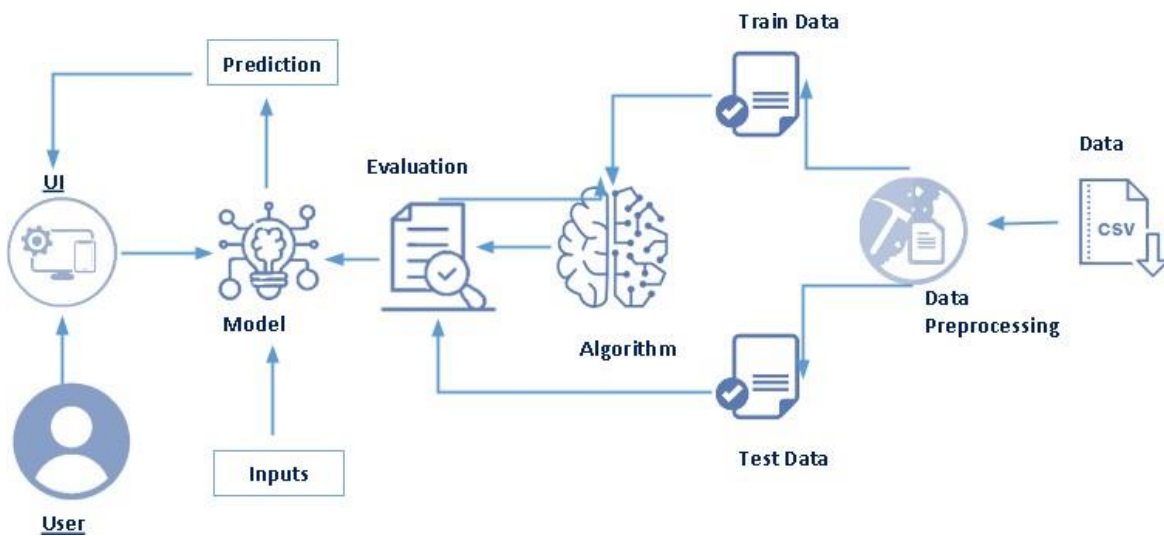 Train Data
Prediction
Evaluation
Data
UI
CSV
Data
Preprocessing
Model
Algorithm
Test Data
Inputs
User